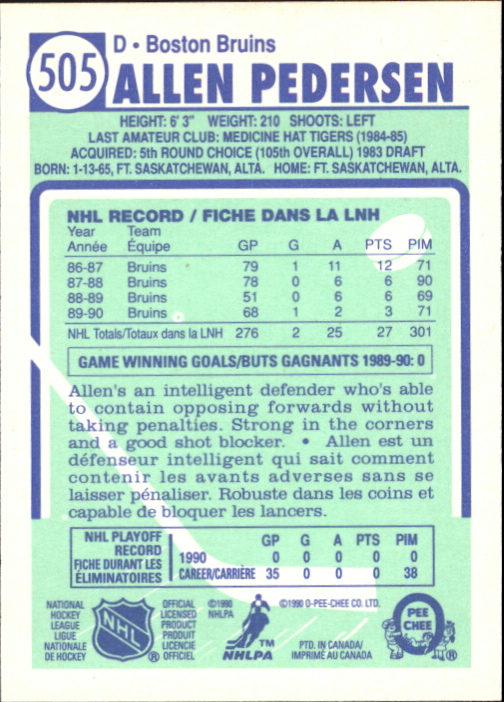 505
D • Boston Bruins
ALLEN PEDERSEN
HEIGHT: 6' 3" WEIGHT: 210 SHOOTS: LEFT
LAST AMATEUR CLUB: MEDICINE HAT TIGERS (1984-85)
ACQUIRED: 5th ROUND CHOICE (105th OVERALL) 1983 DRAFT
BORN: 1-13-65, FT. SASKATCHEWAN, ALTA. HOME: FT. SASKATCHEWAN, ALTA.
NHL RECORD / FICHE DANS LA LNH
Year Team
Année Équipe GP G A PTS PIM
86-87 Bruins 79 1 11 12 71
87-88 Bruins 78 0 6 6 90
88-89 Bruins 51 0 6 6 69
89-90 Bruins 68 1 2 3 71
NHL Totals/Totaux dans la LNH 276 2 25 27 301
GAME WINNING GOALS/BUTS GAGNANTS 1989-90: 0
Allen's an intelligent defender who's able
to contain opposing forwards without
taking penalties. Strong in the corners
and a good shot blocker. • Allen est un
défenseur intelligent qui sait comment
contenir les avants adverses sans se
laisser pénaliser. Robuste dans les coins et
capable de bloquer les lancers.
NHL PLAYOFF RECORD
FICHE DURANT LES ÉLIMINATOIRES
GP G A PTS PIM
1990 0 0 0 0 0
CAREER/CARRIÈRE 35 0 0 0 38
NATIONAL
HOCKEY
LEAGUE
LIGUE
NATIONALE
DE HOCKEY
NHL
®
OFFICIAL
LICENSED
PRODUCT
PRODUIT
LICENCIE
OFFICIEL
©1990
NHLPA
TM
NHLPA
©1990 O-PEE-CHEE CO. LTD.
PTD. IN CANADA/
IMPRIMÉ AU CANADA
O
PEE
CHEE
®